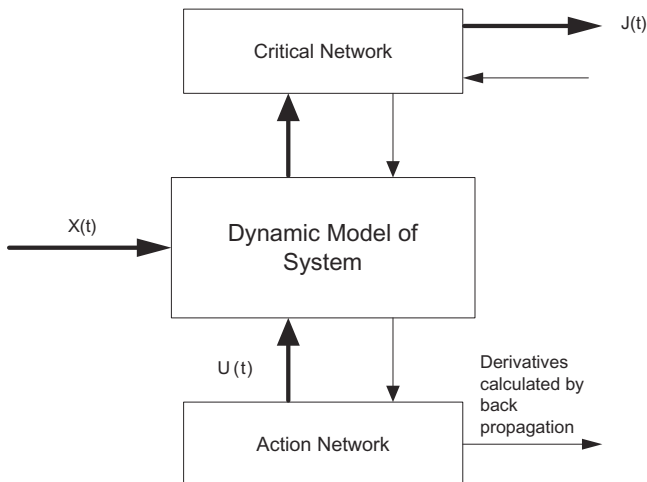 J(t)
Critical Network
X(t)
Dynamic Model of
System
U (t)
Derivatives
calculated by
back
propagation
Action Network